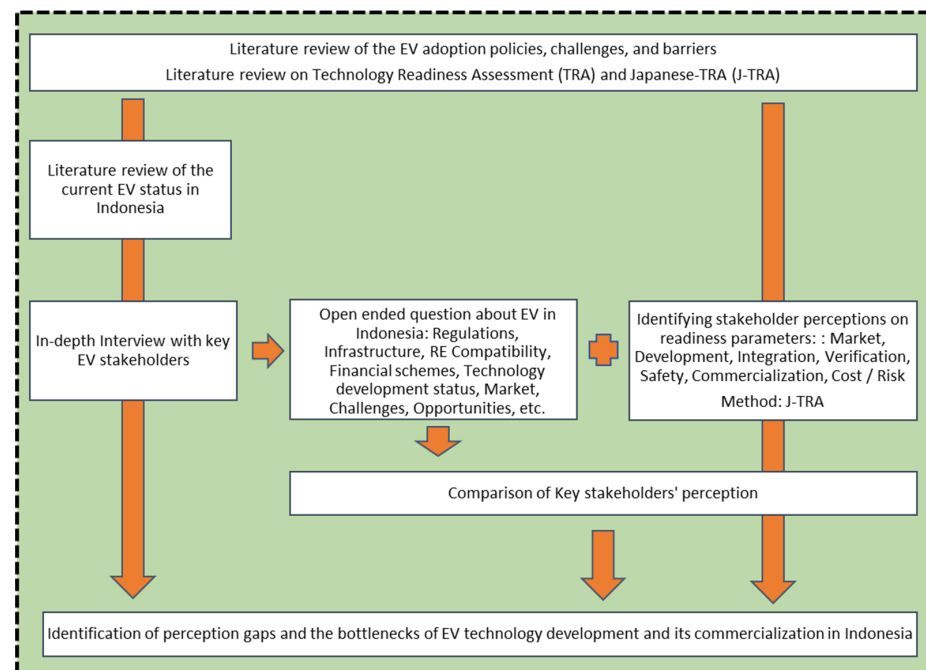 Literature review of the EV adoption policies, challenges, and barriers
Literature review on Technology Readiness Assessment (TRA) and Japanese-TRA (J-TRA)
Literature review of the
current EV status in
Indonesia
In-depth Interview with key
EV stakeholders
Open ended question about EV in
Indonesia: Regulations,
Infrastructure, RE Compatibility,
Financial schemes, Technology
development status, Market,
Challenges, Opportunities, etc.
Identifying stakeholder perceptions on
readiness parameters: : Market,
Development, Integration, Verification,
Safety, Commercialization, Cost / Risk
Method: J-TRA
Comparison of Key stakeholders' perception
Identification of perception gaps and the bottlenecks of EV technology development and its commercialization in Indonesia